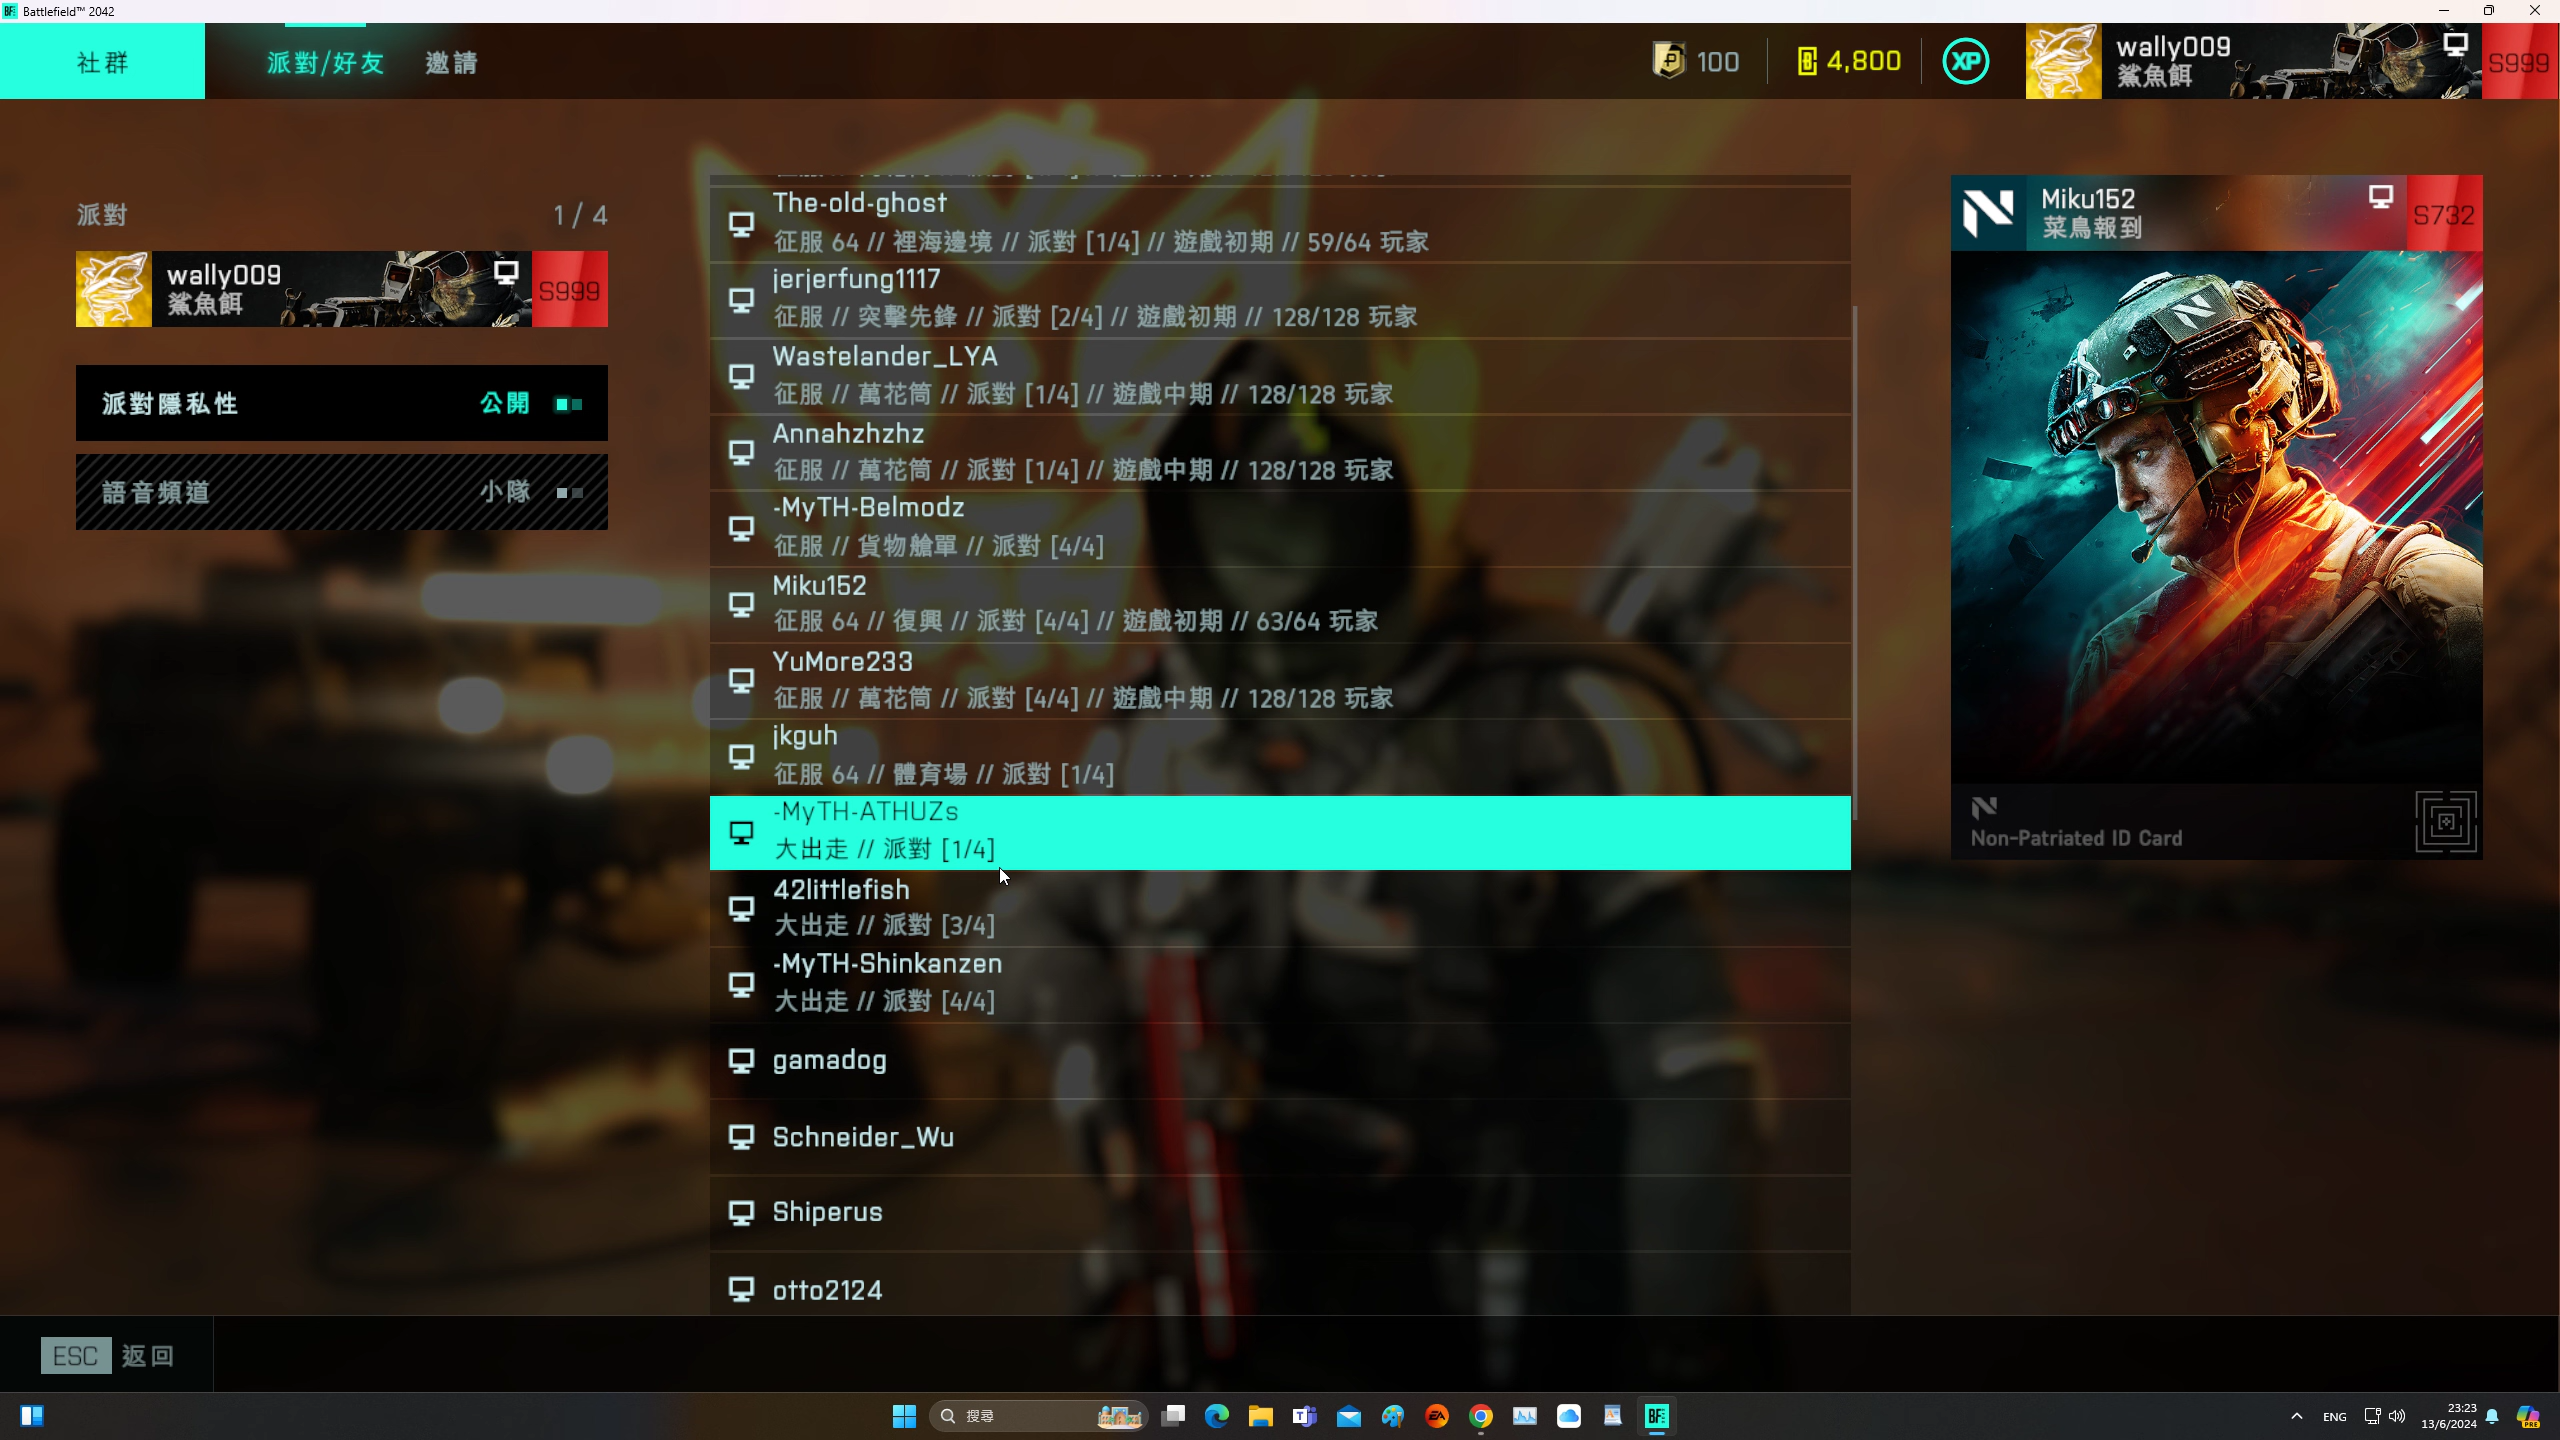 Battlefield™ 2042
社群
派對/好友
邀請
100
4,800
XP
wally009
鯊魚餌
S999
派對
1 / 4
wally009
鯊魚餌
S999
派對隱私性 公開
語音頻道 小隊
The-old-ghost
征服 64 // 裡海邊境 // 派對 [1/4] // 遊戲初期 // 59/64 玩家
jerjerfung1117
征服 // 突擊先鋒 // 派對 [2/4] // 遊戲初期 // 128/128 玩家
Wastelander_LYA
征服 // 萬花筒 // 派對 [1/4] // 遊戲中期 // 128/128 玩家
Annahzhzhz
征服 // 萬花筒 // 派對 [1/4] // 遊戲中期 // 128/128 玩家
-MyTH-Belmodz
征服 // 貨物艙單 // 派對 [4/4]
Miku152
征服 64 // 復興 // 派對 [4/4] // 遊戲初期 // 63/64 玩家
YuMore233
征服 // 萬花筒 // 派對 [4/4] // 遊戲中期 // 128/128 玩家
jkguh
征服 64 // 體育場 // 派對 [1/4]
-MyTH-ATHUZs
大出走 // 派對 [1/4]
42littlefish
大出走 // 派對 [3/4]
-MyTH-Shinkanzen
大出走 // 派對 [4/4]
gamadog
Schneider_Wu
Shiperus
otto2124
Miku152
菜鳥報到
S732
Non-Patriated ID Card
ESC 返回
搜尋
ENG
23:23
13/6/2024